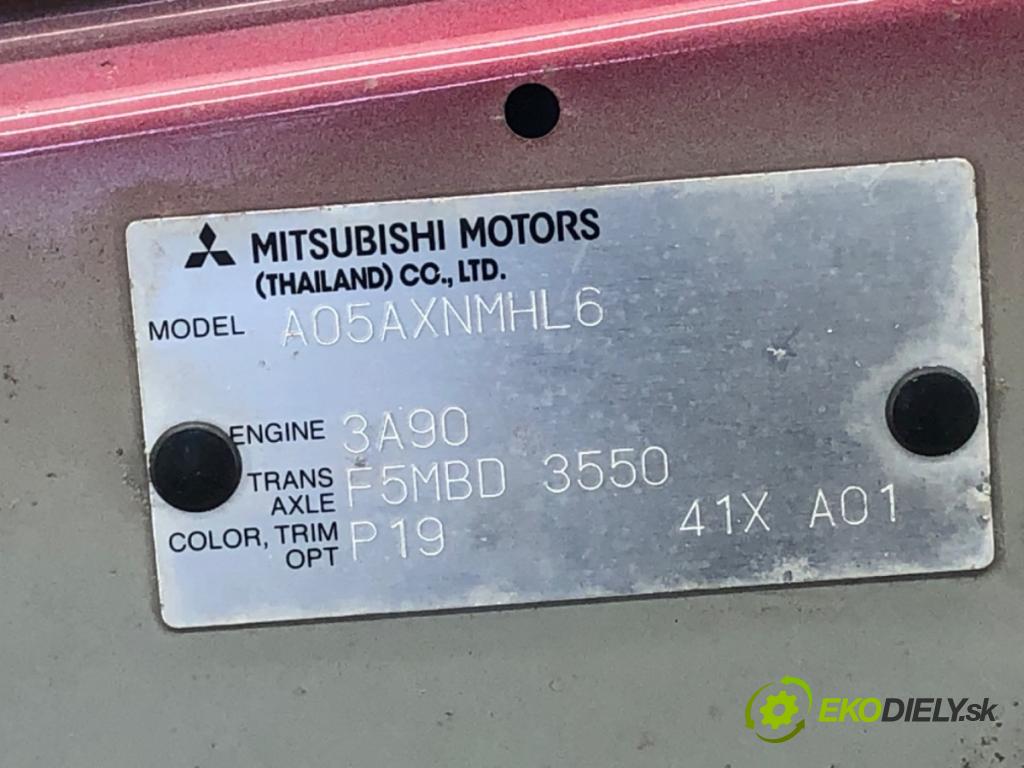 MITSUBISHI MOTORS
(THAILAND) CO., LTD.
MODEL A05AXNMHL6
ENGINE 3A90
TRANS AXLE F5MBD 3550
COLOR, TRIM OPT P19 41X A01
EKODIELY.sk